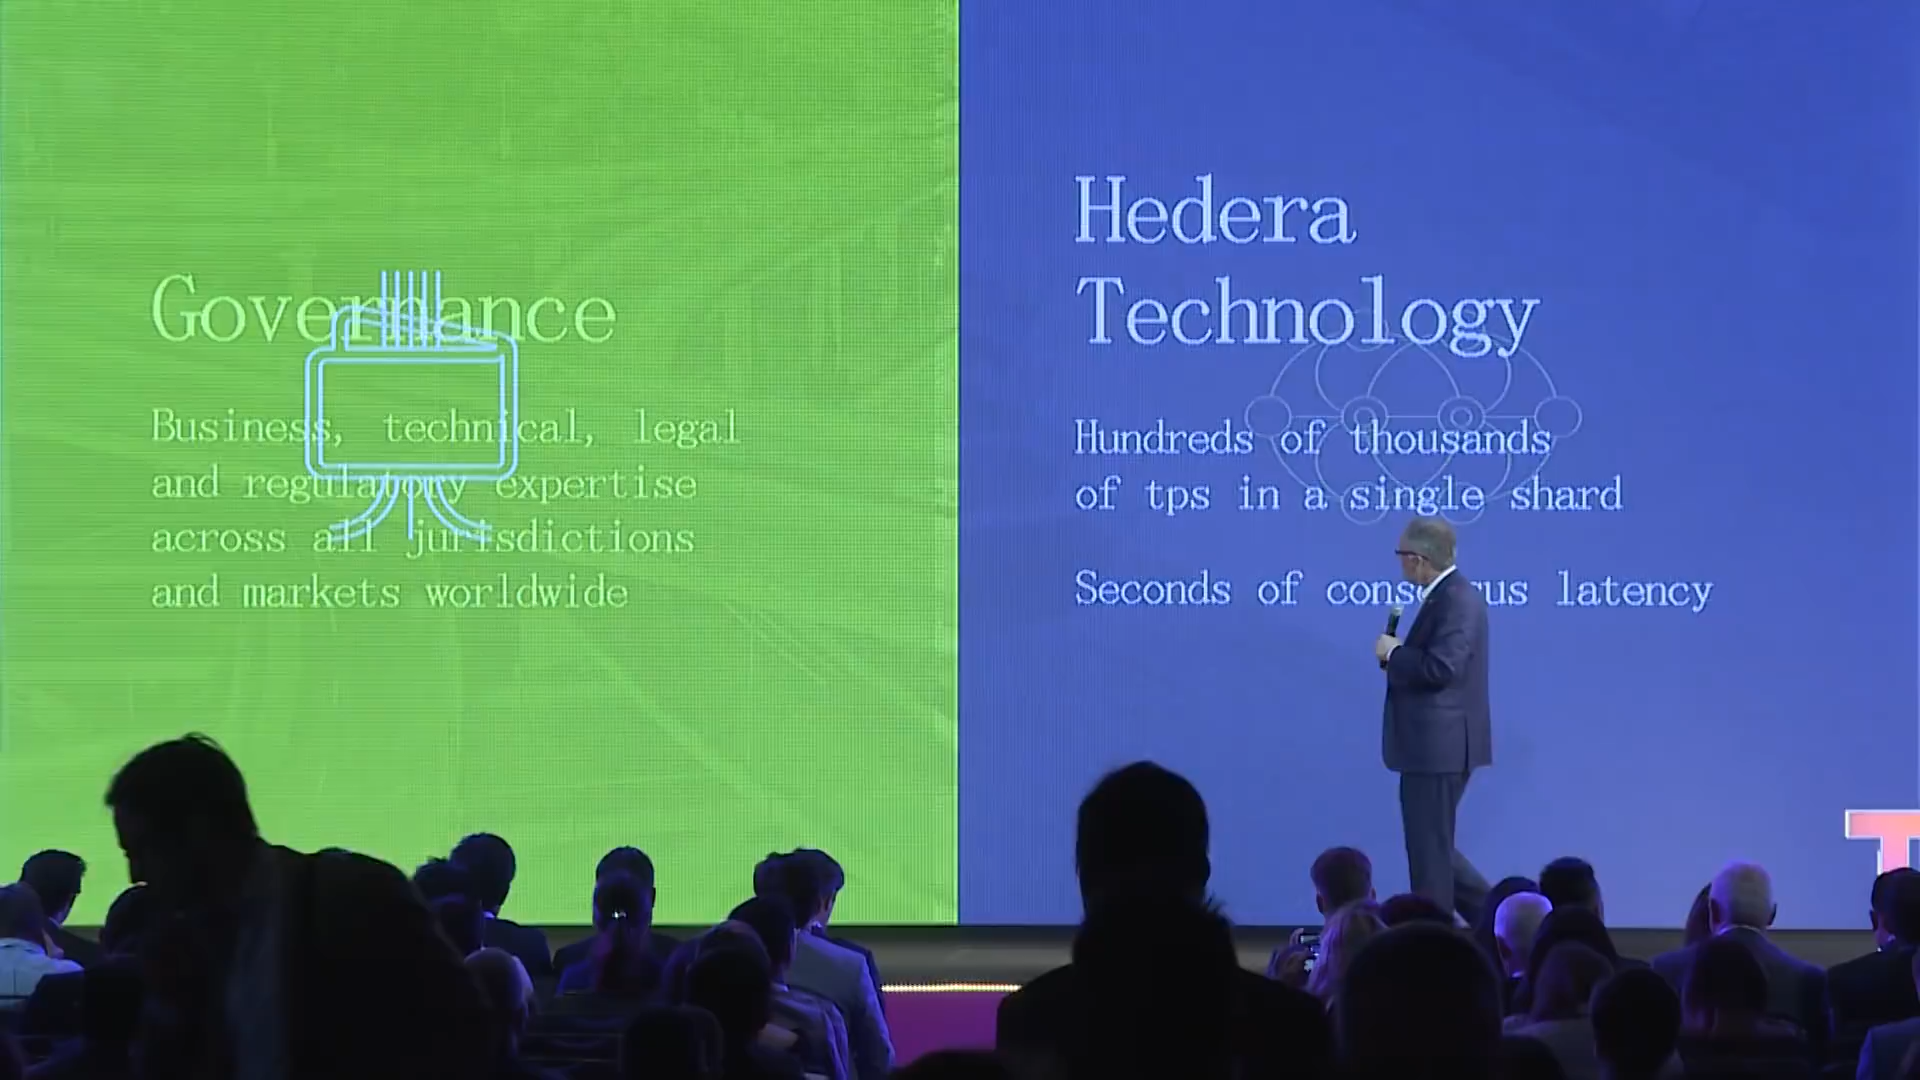 Governance
Business, technical, legal
and regulatory expertise
across all jurisdictions
and markets worldwide
Hedera
Technology
Hundreds of thousands
of tps in a single shard
Seconds of consensus latency
T